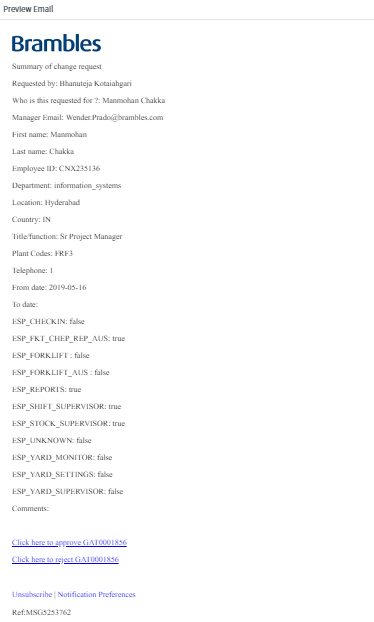 Preview Email
Brambles
Summary of change request
Requested by: Bhanuteja Kotaiahgari
Who is this requested for ?: Manmohan Chakka
Manager Email: Wender.Prado@brambles.com
First name: Manmohan
Last name: Chakka
Employee ID: CNX235136
Department: information_systems
Location: Hyderabad
Country: IN
Title/function: Sr Project Manager
Plant Codes: FRF3
Telephone: 1
From date: 2019-05-16
To date:
ESP_CHECKIN: false
ESP_FKT_CHEP_REP_AUS: true
ESP_FORKLIFT : false
ESP_FORKLIFT_AUS : false
ESP_REPORTS: true
ESP_SHIFT_SUPERVISOR: true
ESP_STOCK_SUPERVISOR: true
ESP_UNKNOWN: false
ESP_YARD_MONITOR: false
ESP_YARD_SETTINGS: false
ESP_YARD_SUPERVISOR: false
Comments:
Click here to approve GAT0001856
Click here to reject GAT0001856
Unsubscribe | Notification Preferences
Ref:MSG5253762